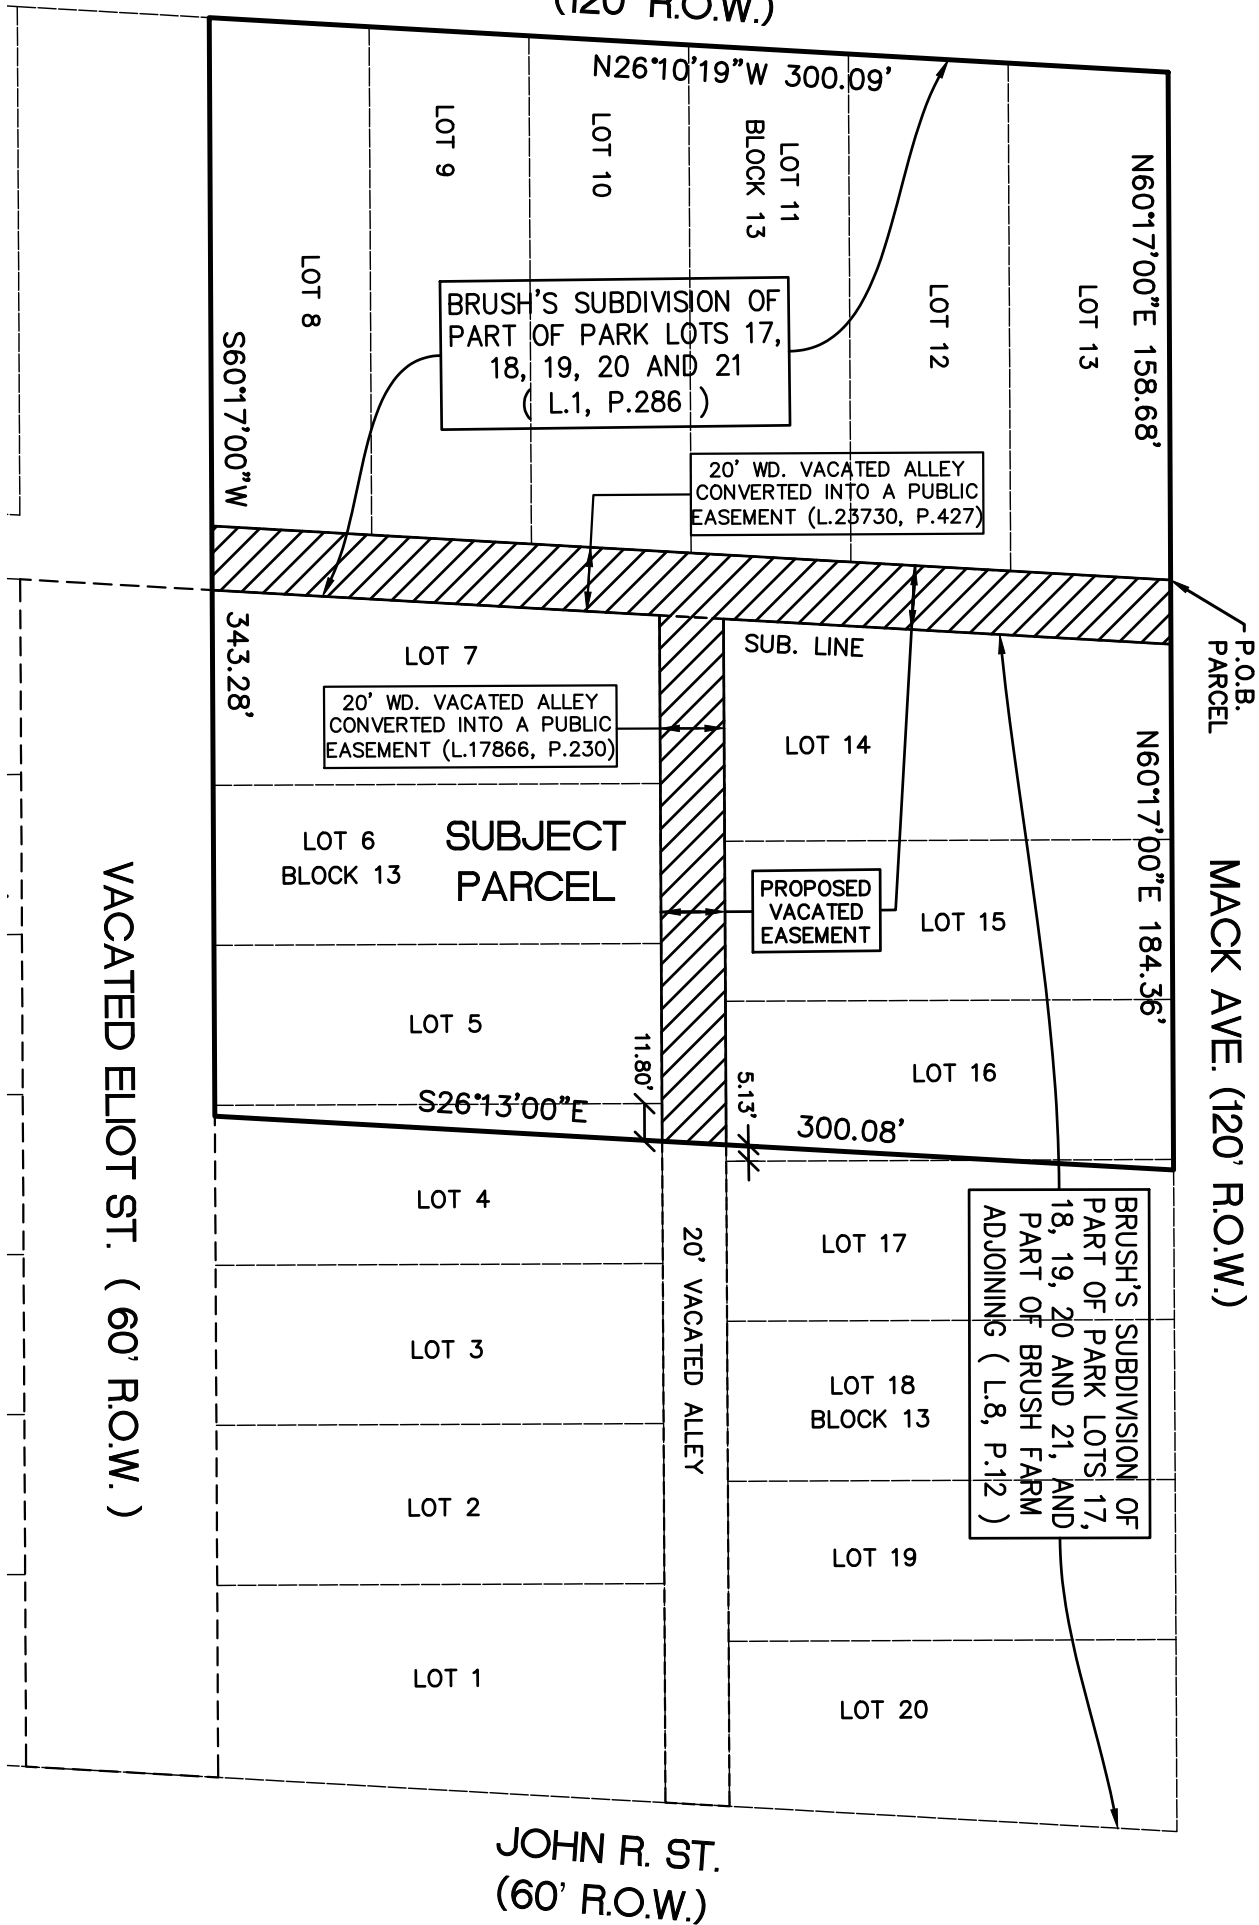 (120' R.O.W.)
N26°10'19"W 300.09'
LOT 9
LOT 10
LOT 11
BLOCK 13
N60°17'00"E 158.68'
LOT 8
LOT 12
LOT 13
BRUSH'S SUBDIVISION OF
PART OF PARK LOTS 17,
18, 19, 20 AND 21
( L.1, P.286 )
S60°17'00"W
20' WD. VACATED ALLEY
CONVERTED INTO A PUBLIC
EASEMENT (L.23730, P.427)
P.O.B.
PARCEL
343.28'
LOT 7
SUB. LINE
20' WD. VACATED ALLEY
CONVERTED INTO A PUBLIC
EASEMENT (L.17866, P.230)
LOT 14
N60°17'00"E 184.36'
LOT 6
BLOCK 13
SUBJECT
PARCEL
PROPOSED
VACATED
EASEMENT
LOT 15
MACK AVE. (120' R.O.W.)
VACATED ELIOT ST. ( 60' R.O.W. )
LOT 5
11.80'
5.13'
LOT 16
S26°13'00"E
300.08'
LOT 4
20' VACATED ALLEY
LOT 17
BRUSH'S SUBDIVISION OF
PART OF PARK LOTS 17,
18, 19, 20 AND 21, AND
PART OF BRUSH FARM
ADJOINING ( L.8, P.12 )
LOT 3
LOT 18
BLOCK 13
LOT 2
LOT 19
LOT 1
LOT 20
JOHN R. ST.
(60' R.O.W.)